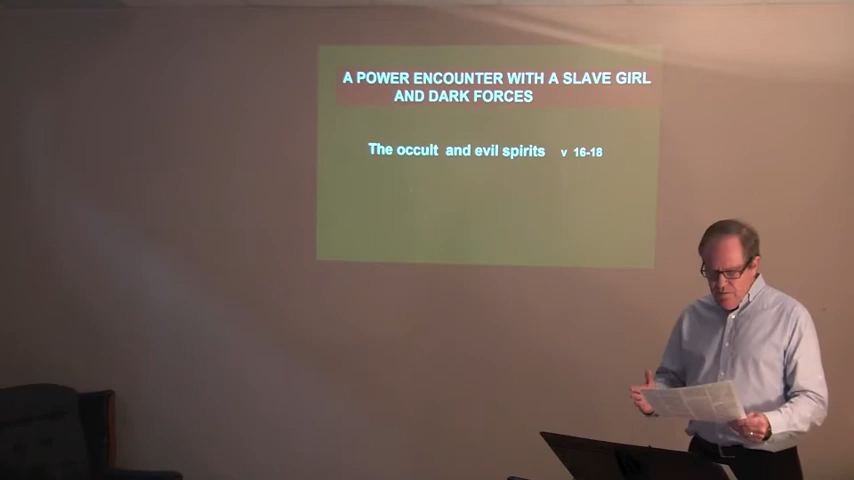 A POWER ENCOUNTER WITH A SLAVE GIRL
AND DARK FORCES
The occult and evil spirits v 16-18